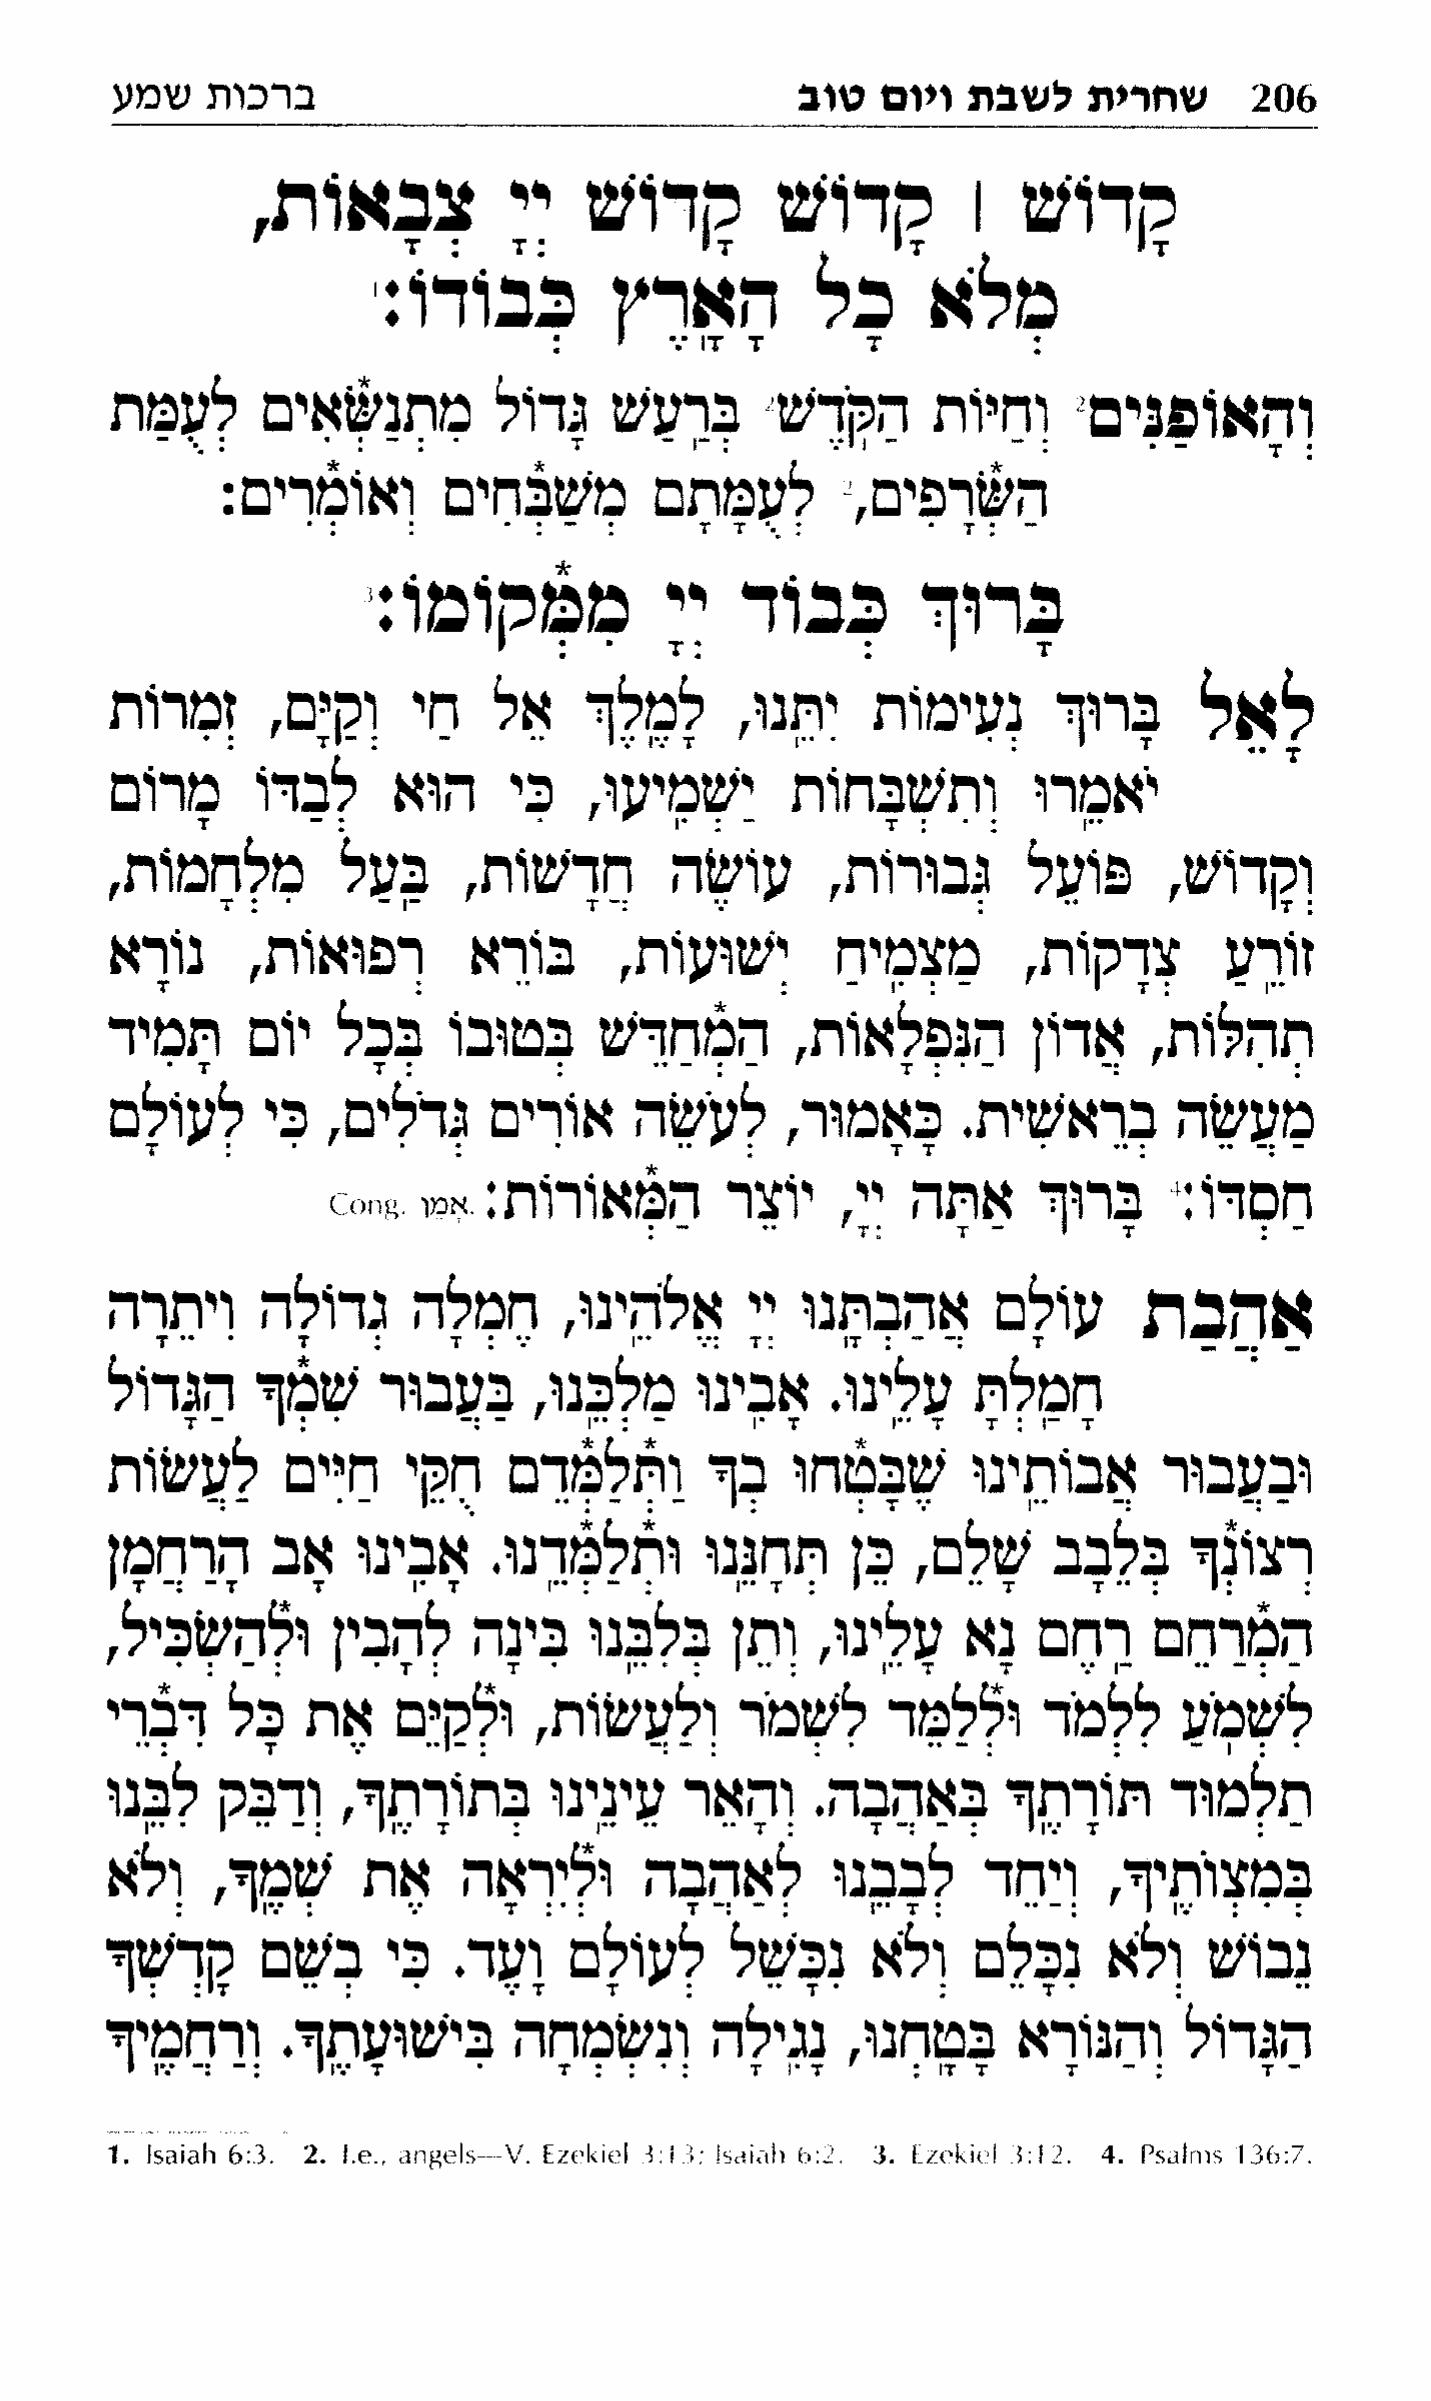 206 שחרית לשבת ויום טוב ברכות שמע
קָדוֹשׁ | קָדוֹשׁ קָדוֹשׁ יְיָ צְבָאוֹת,
מְלֹא כָל הָאָֽרֶץ כְּבוֹדוֹ:1
וְהָאוֹפַנִּים2 וְחַיּוֹת הַקֹּֽדֶשׁ2 בְּרַֽעַשׁ גָּדוֹל מִתְנַשְּׂ*אִים לְעֻמַּת
הַשְּׂ*רָפִים,2 לְעֻמָּתָם מְשַׁבְּ*חִים וְאוֹמְ*רִים:
בָּרוּךְ כְּבוֹד יְיָ מִמְּ*קוֹמוֹ:3
לָאֵל בָּרוּךְ נְעִימוֹת יִתֵּֽנוּ, לָמֶֽלֶךְ אֵל חַי וְקַיָּם, זְמִרוֹת
יֹאמֵֽרוּ וְתִשְׁבָּחוֹת יַשְׁמִֽיעוּ, כִּי הוּא לְבַדּוֹ מָרוֹם
וְקָדוֹשׁ, פּוֹעֵל גְּבוּרוֹת, עוֹשֶׂה חֲדָשׁוֹת, בַּֽעַל מִלְחָמוֹת,
זוֹרֵֽעַ צְדָקוֹת, מַצְמִֽיחַ יְשׁוּעוֹת, בּוֹרֵא רְפוּאוֹת, נוֹרָא
תְהִלּוֹת, אֲדוֹן הַנִּפְלָאוֹת, הַמְ*חַדֵּשׁ בְּטוּבוֹ בְּכָל יוֹם תָּמִיד
מַעֲשֵׂה בְרֵאשִׁית. כָּאָמוּר, לְעֹשֵׂה אוֹרִים גְּדֹלִים, כִּי לְעוֹלָם
חַסְדּוֹ:4 בָּרוּךְ אַתָּה יְיָ, יוֹצֵר הַמְּ*אוֹרוֹת: Cong. אָמֵן.
אַהֲבַת עוֹלָם אֲהַבְתָּֽנוּ יְיָ אֱלֹהֵֽינוּ, חֶמְלָה גְדוֹלָה וִיתֵרָה
חָמַֽלְתָּ עָלֵֽינוּ. אָבִֽינוּ מַלְכֵּֽנוּ, בַּעֲבוּר שִׁמְ*ךָ הַגָּדוֹל
וּבַעֲבוּר אֲבוֹתֵֽינוּ שֶׁבָּטְ*חוּ בְךָ וַתְּ*לַמְּ*דֵם חֻקֵּי חַיִּים לַעֲשׂוֹת
רְצוֹנְ*ךָ בְּלֵבָב שָׁלֵם, כֵּן תְּחָנֵּֽנוּ וּתְ*לַמְּ*דֵֽנוּ. אָבִֽינוּ אָב הָרַחֲמָן
הַמְ*רַחֵם רַֽחֶם נָא עָלֵֽינוּ, וְתֵן בְּלִבֵּֽנוּ בִּינָה לְהָבִין וּלְ*הַשְׂכִּיל,
לִשְׁמֹֽעַ לִלְמֹד וּלְ*לַמֵּד לִשְׁמֹר וְלַעֲשׂוֹת, וּלְ*קַיֵּם אֶת כָּל דִּבְ*רֵי
תַלְמוּד תּוֹרָתֶֽךָ בְּאַהֲבָה. וְהָאֵר עֵינֵֽינוּ בְּתוֹרָתֶֽךָ, וְדַבֵּק לִבֵּֽנוּ
בְּמִצְוֹתֶֽיךָ, וְיַחֵד לְבָבֵֽנוּ לְאַהֲבָה וּלְ*יִרְאָה אֶת שְׁמֶֽךָ, וְלֹא
נֵבוֹשׁ וְלֹא נִכָּלֵם וְלֹא נִכָּשֵׁל לְעוֹלָם וָעֶד. כִּי בְשֵׁם קָדְשְׁךָ
הַגָּדוֹל וְהַנּוֹרָא בָּטָֽחְנוּ, נָגִֽילָה וְנִשְׂמְחָה בִּישׁוּעָתֶֽךָ. וְרַחֲמֶֽיךָ
1. Isaiah 6:3. 2. I.e., angels—V. Ezekiel 3:13; Isaiah 6:2. 3. Ezekiel 3:12. 4. Psalms 136:7.